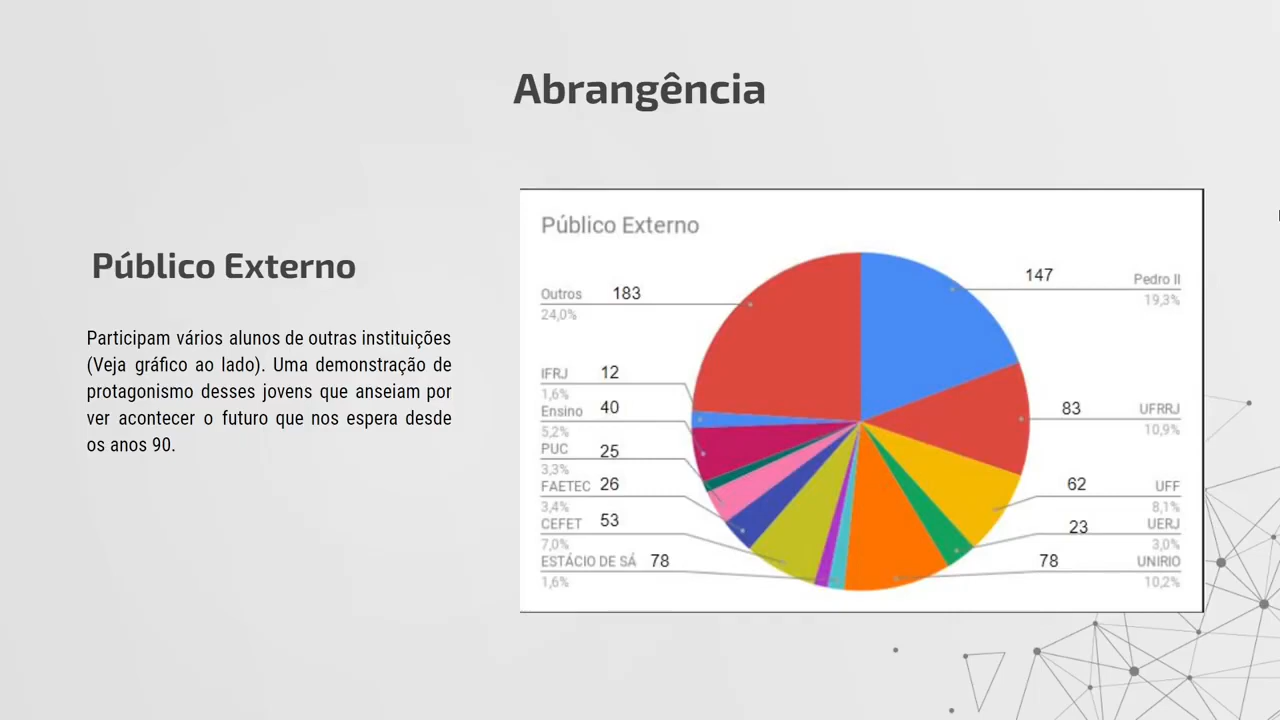 Abrangência
Público Externo
Participam vários alunos de outras instituições
(Veja gráfico ao lado). Uma demonstração de
protagonismo desses jovens que anseiam por
ver acontecer o futuro que nos espera desde
os anos 90.
Público Externo
Outros 183
24,0%
IFRJ 12
1,6%
Ensino 40
5,2%
PUC 25
3,3%
FAETEC 26
3,4%
CEFET 53
7,0%
ESTÁCIO DE SÁ 78
1,6%
147 Pedro II
19,3%
83 UFRRJ
10,9%
62 UFF
8,1%
23 UERJ
3,0%
78 UNIRIO
10,2%